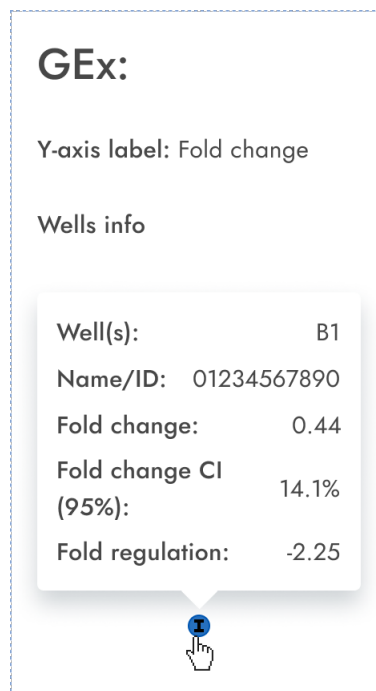 GEx:
Y-axis label: Fold change
Wells info
Well(s): B1
Name/ID: 01234567890
Fold change: 0.44
Fold change CI
(95%): 14.1%
Fold regulation: -2.25
I